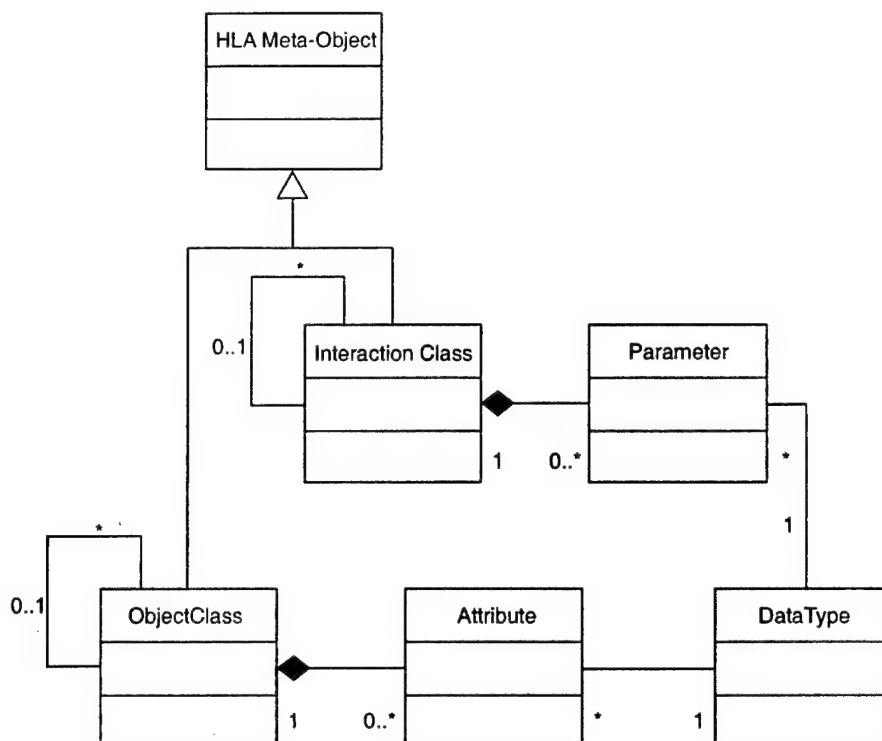 HLA Meta-Object
*
0..1
Interaction Class
Parameter
1
0..*
*
1
*
0..1
ObjectClass
Attribute
DataType
1
0..*
*
1